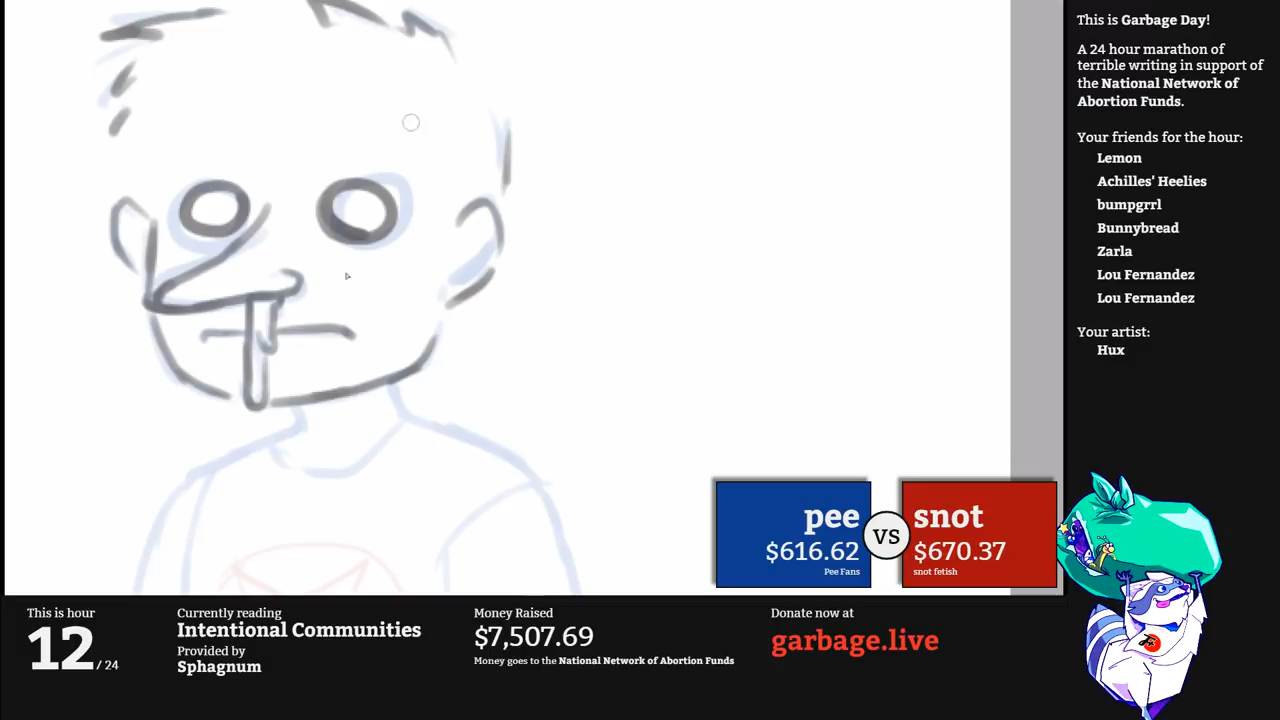 This is Garbage Day!
A 24 hour marathon of
terrible writing in support of
the National Network of
Abortion Funds.
Your friends for the hour:
Lemon
Achilles' Heelies
bumpgrrl
Bunnybread
Zarla
Lou Fernandez
Lou Fernandez
Your artist:
Hux
pee
$616.62
Pee Fans
VS
snot
$670.37
snot fetish
This is hour
12 / 24
Currently reading
Intentional Communities
Provided by
Sphagnum
Money Raised
$7,507.69
Money goes to the National Network of Abortion Funds
Donate now at
garbage.live